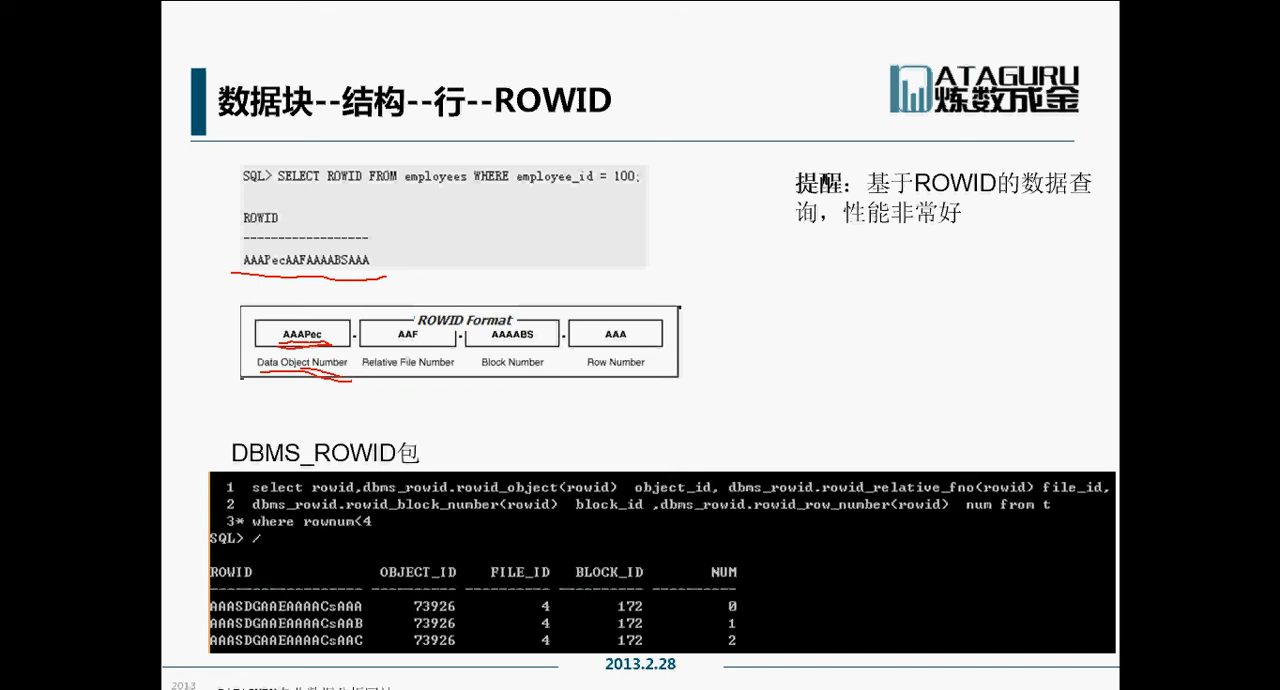 数据块--结构--行--ROWID
ATAGURU
炼数成金
SQL> SELECT ROWID FROM employees WHERE employee_id = 100;
ROWID
------------------
AAAPecAAFAAAABSAAA
提醒：基于ROWID的数据查
询，性能非常好
ROWID Format
AAAPec . AAF . AAAABS . AAA
Data Object Number Relative File Number Block Number Row Number
DBMS_ROWID包
1 select rowid,dbms_rowid.rowid_object(rowid) object_id, dbms_rowid.rowid_relative_fno(rowid) file_id,
2 dbms_rowid.rowid_block_number(rowid) block_id ,dbms_rowid.rowid_row_number(rowid) num from t
3* where rownum<4
SQL> /
ROWID OBJECT_ID FILE_ID BLOCK_ID NUM
------------------ ---------- ---------- ---------- ----------
AAASDGAAEAAAACsAAA 73926 4 172 0
AAASDGAAEAAAACsAAB 73926 4 172 1
AAASDGAAEAAAACsAAC 73926 4 172 2
2013.2.28
2013